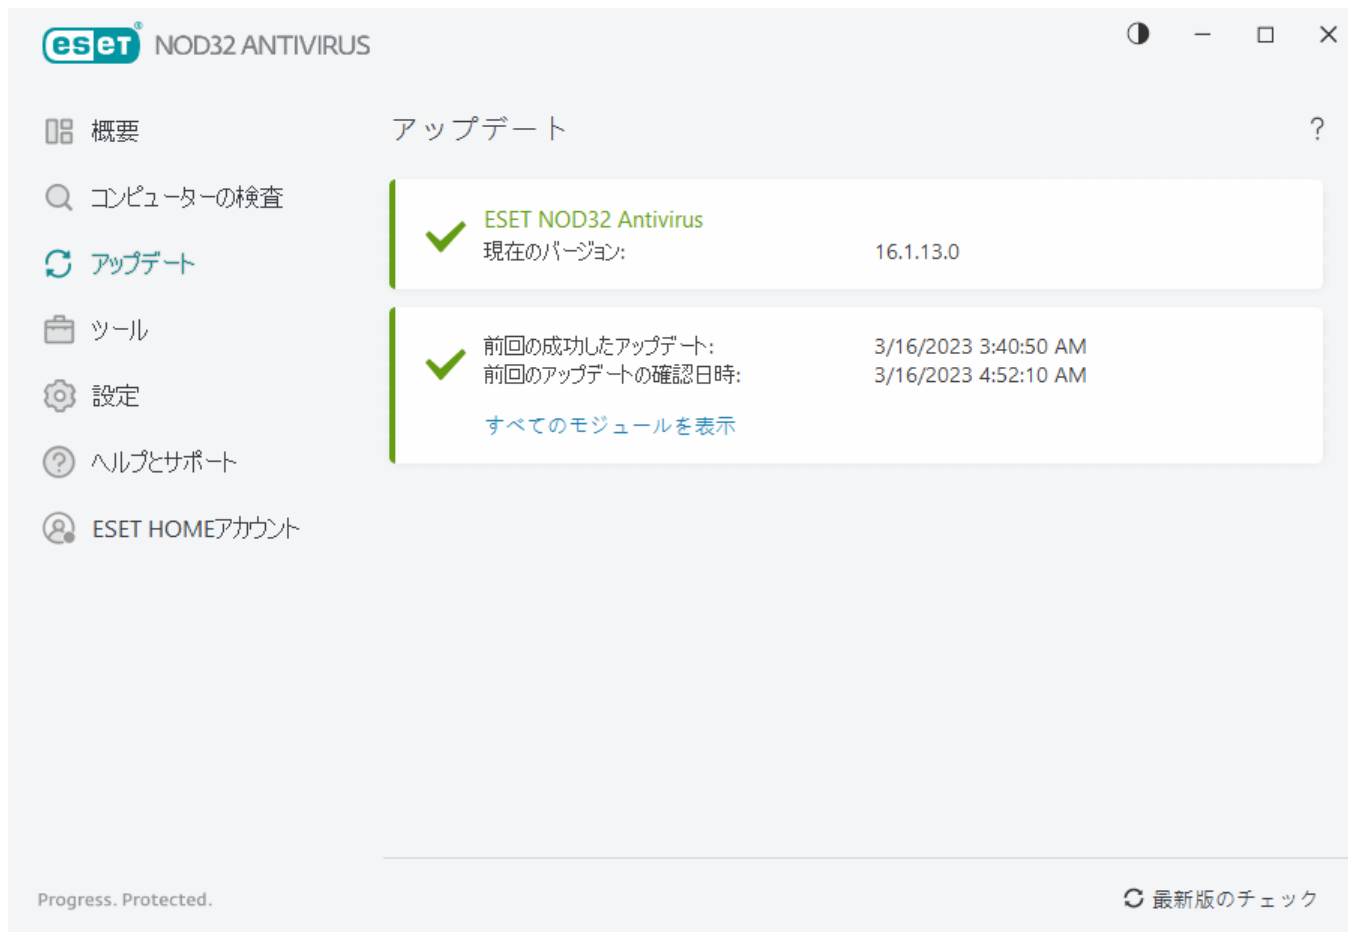 eset® NOD32 ANTIVIRUS
概要
コンピューターの検査
アップデート
ツール
設定
ヘルプとサポート
ESET HOMEアカウント
アップデート
?
ESET NOD32 Antivirus
現在のバージョン: 16.1.13.0
前回の成功したアップデート: 3/16/2023 3:40:50 AM
前回のアップデートの確認日時: 3/16/2023 4:52:10 AM
すべてのモジュールを表示
Progress. Protected.
最新版のチェック